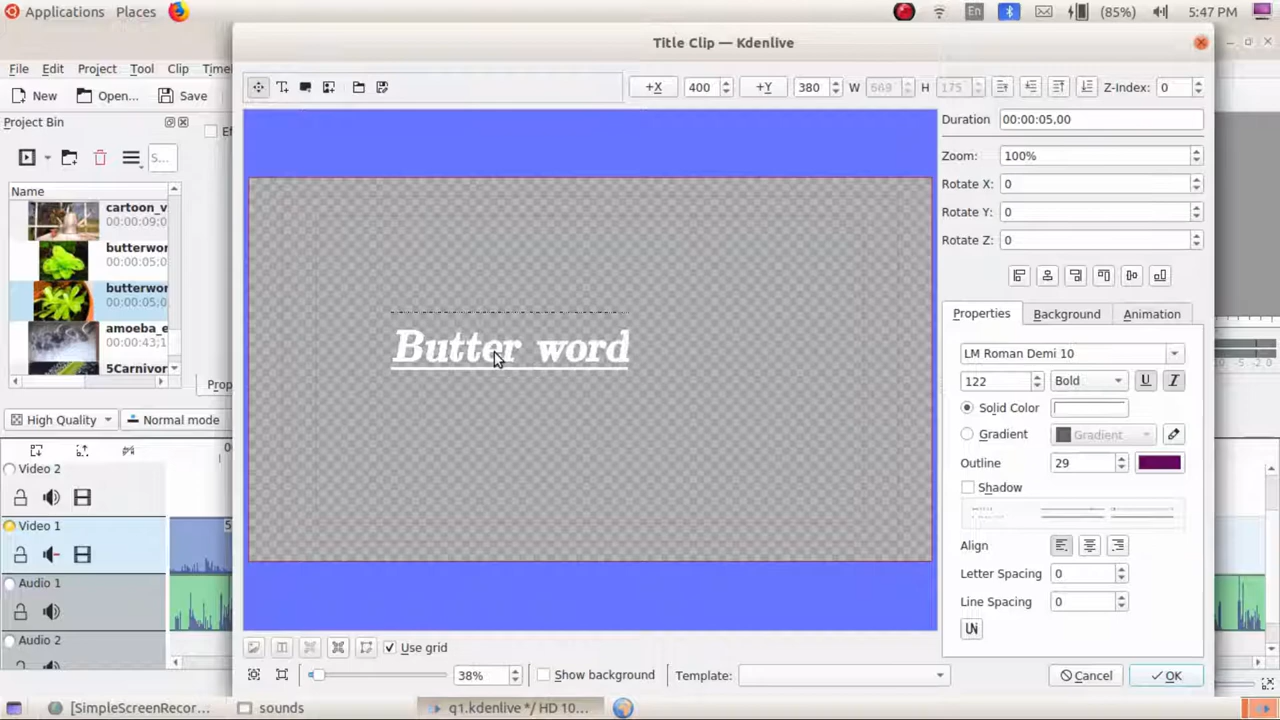 Applications Places En (85%) 5:47 PM
Title Clip — Kdenlive
File Edit Project Tool Clip
New Open... Save
+X 400 +Y 380 W 569 H 175 Z-Index: 0
Project Bin
Duration 00:00:05.00
S...
Zoom: 100%
Name
Rotate X: 0
cartoon_v
00:00:09;0
Rotate Y: 0
butterwor
00:00:05;0
Rotate Z: 0
butterwor
00:00:05;0
Properties Background Animation
amoeba_e
00:00:43;1
Butter word
LM Roman Demi 10
5Carnivor
122 Bold U I
Solid Color
High Quality Normal mode
Gradient Gradient
Outline 29
Video 2
Shadow
Video 1
Align
Letter Spacing 0
Audio 1
Line Spacing 0
Audio 2
Use grid
38% Show background Template: Cancel OK
[SimpleScreenRecor... sounds q1.kdenlive */ HD 10...